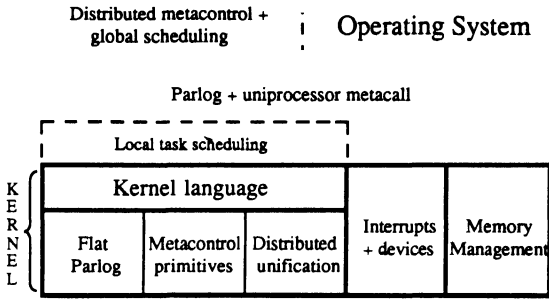 Distributed metacontrol +
global scheduling
Operating System
Parlog + uniprocessor metacall
Local task scheduling
KERNEL
Kernel language
Flat
Parlog
Metacontrol
primitives
Distributed
unification
Interrupts
+ devices
Memory
Management